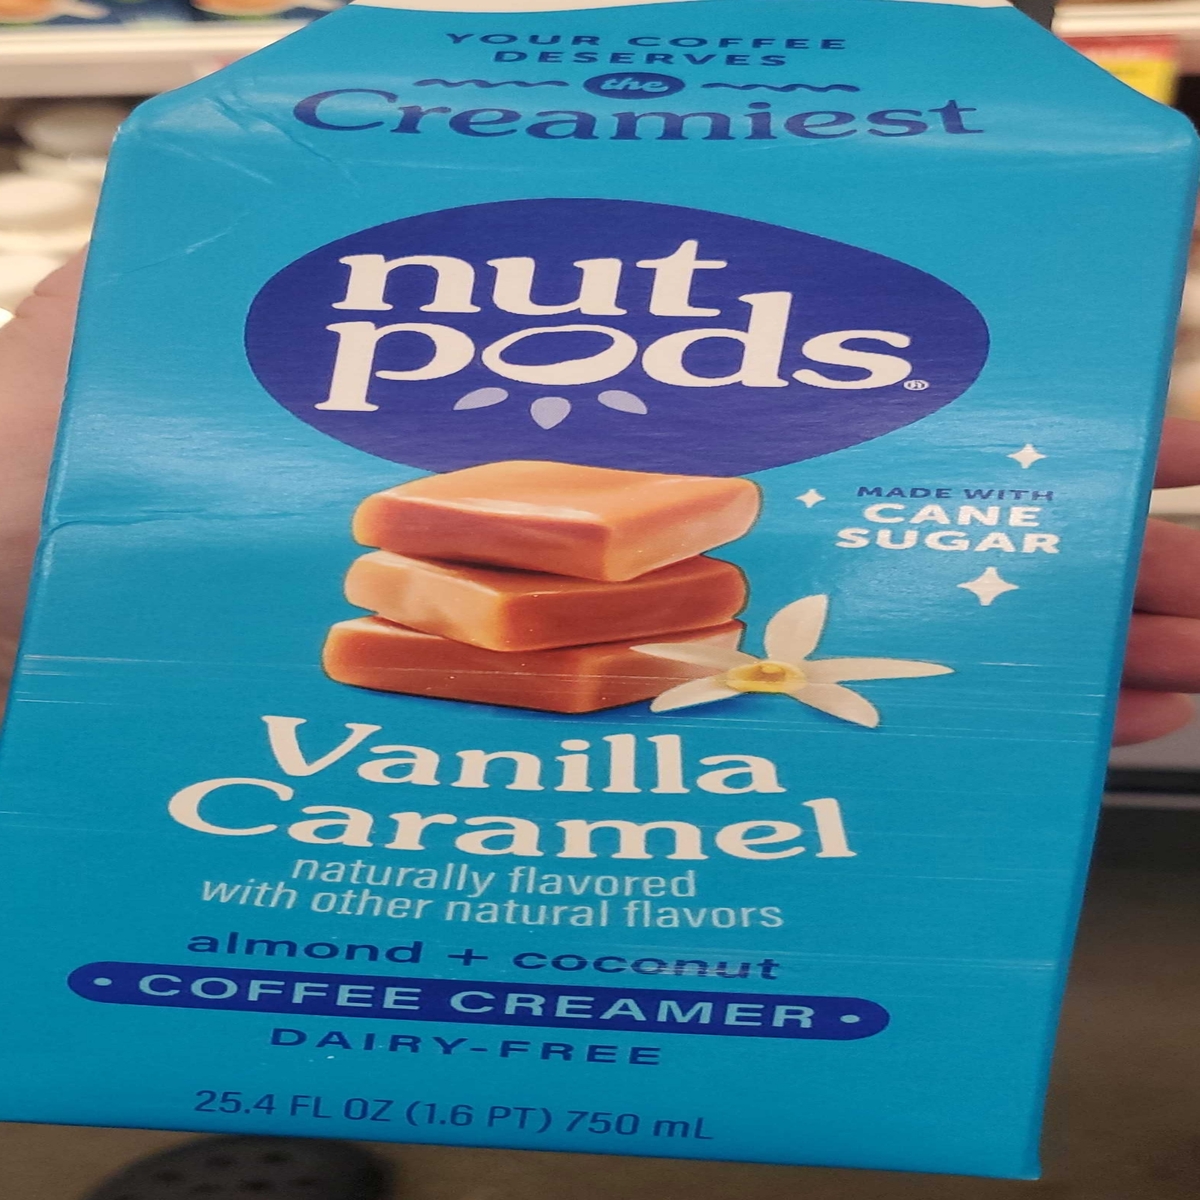 YOUR COFFEE
DESERVES
the
Creamiest
nut
pods®
MADE WITH
CANE
SUGAR
Vanilla
Caramel
naturally flavored
with other natural flavors
almond + coconut
• COFFEE CREAMER •
DAIRY-FREE
25.4 FL OZ (1.6 PT) 750 mL